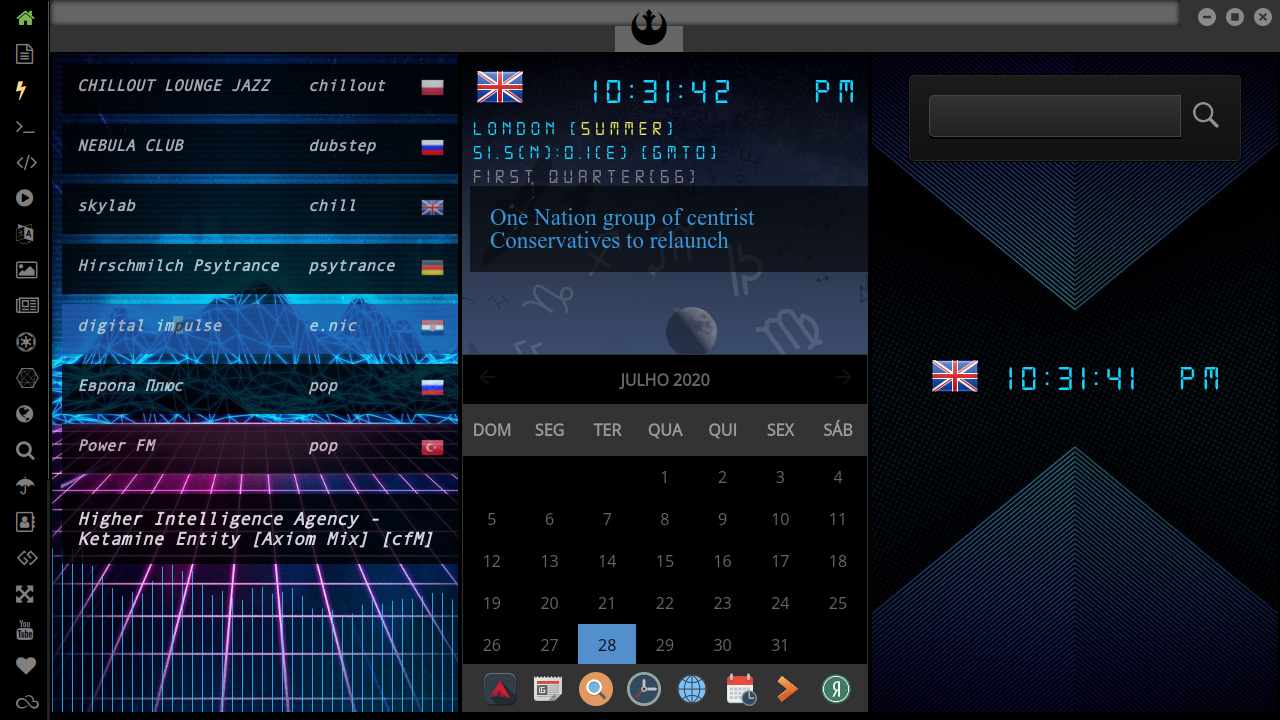 CHILLOUT LOUNGE JAZZ chillout
NEBULA CLUB dubstep
skylab chill
Hirschmilch Psytrance psytrance
digital impulse e.nic
Европа Плюс pop
Power FM pop
Higher Intelligence Agency -
Ketamine Entity [Axiom Mix] [cfM]
10:31:42 PM
LONDON (SUMMER)
51.5(N):0.1(E) (GMT0)
FIRST QUARTER(66)
One Nation group of centrist
Conservatives to relaunch
JULHO 2020
DOM SEG TER QUA QUI SEX SÁB
1 2 3 4
5 6 7 8 9 10 11
12 13 14 15 16 17 18
19 20 21 22 23 24 25
26 27 28 29 30 31
10:31:41 PM
You
Tube
Я